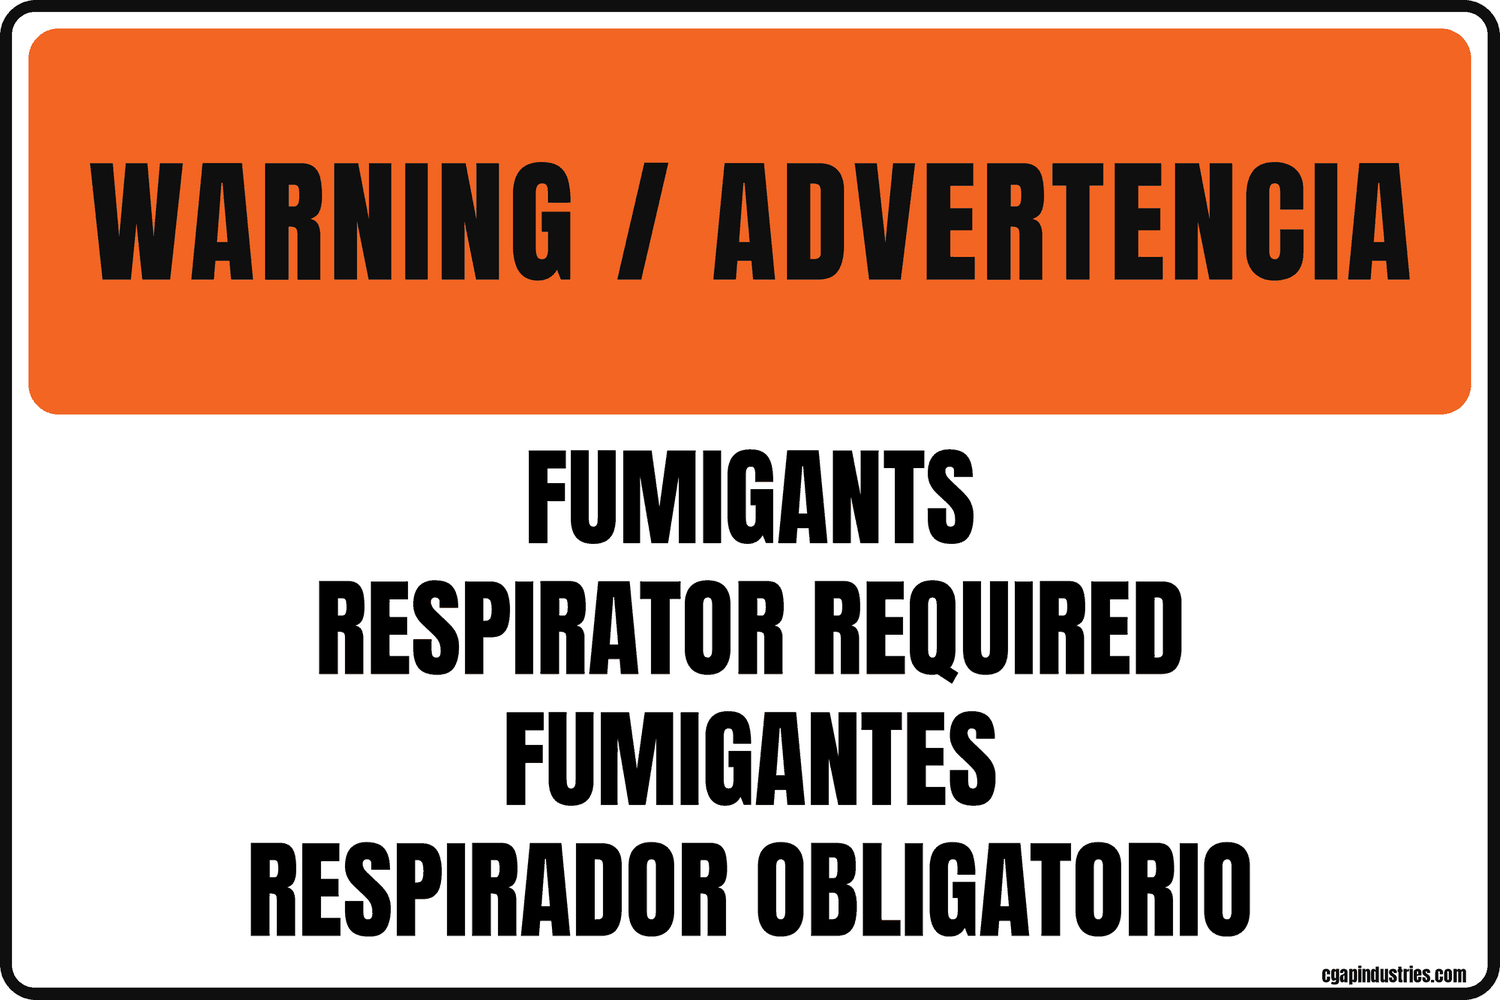 WARNING / ADVERTENCIA
FUMIGANTS
RESPIRATOR REQUIRED
FUMIGANTES
RESPIRADOR OBLIGATORIO
cgapindustries.com